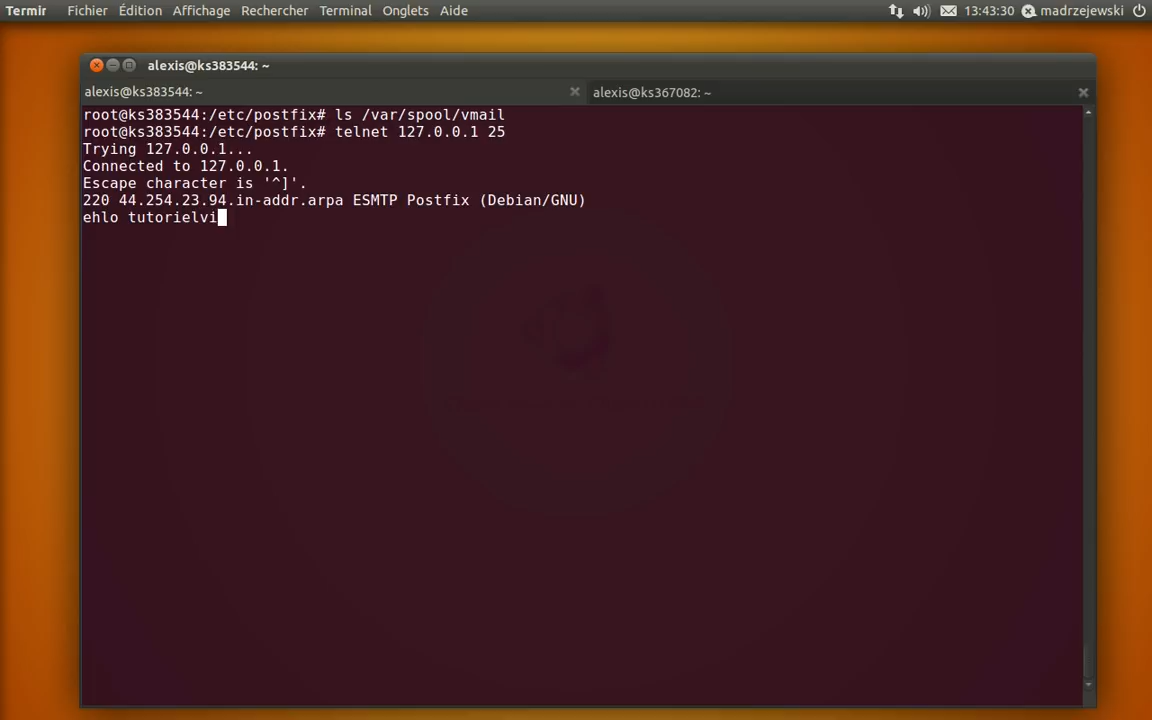 Termir Fichier Édition Affichage Rechercher Terminal Onglets Aide 13:43:30 madrzejewski
alexis@ks383544: ~
alexis@ks383544: ~ alexis@ks367082: ~
root@ks383544:/etc/postfix# ls /var/spool/vmail
root@ks383544:/etc/postfix# telnet 127.0.0.1 25
Trying 127.0.0.1...
Connected to 127.0.0.1.
Escape character is '^]'.
220 44.254.23.94.in-addr.arpa ESMTP Postfix (Debian/GNU)
ehlo tutorielvi